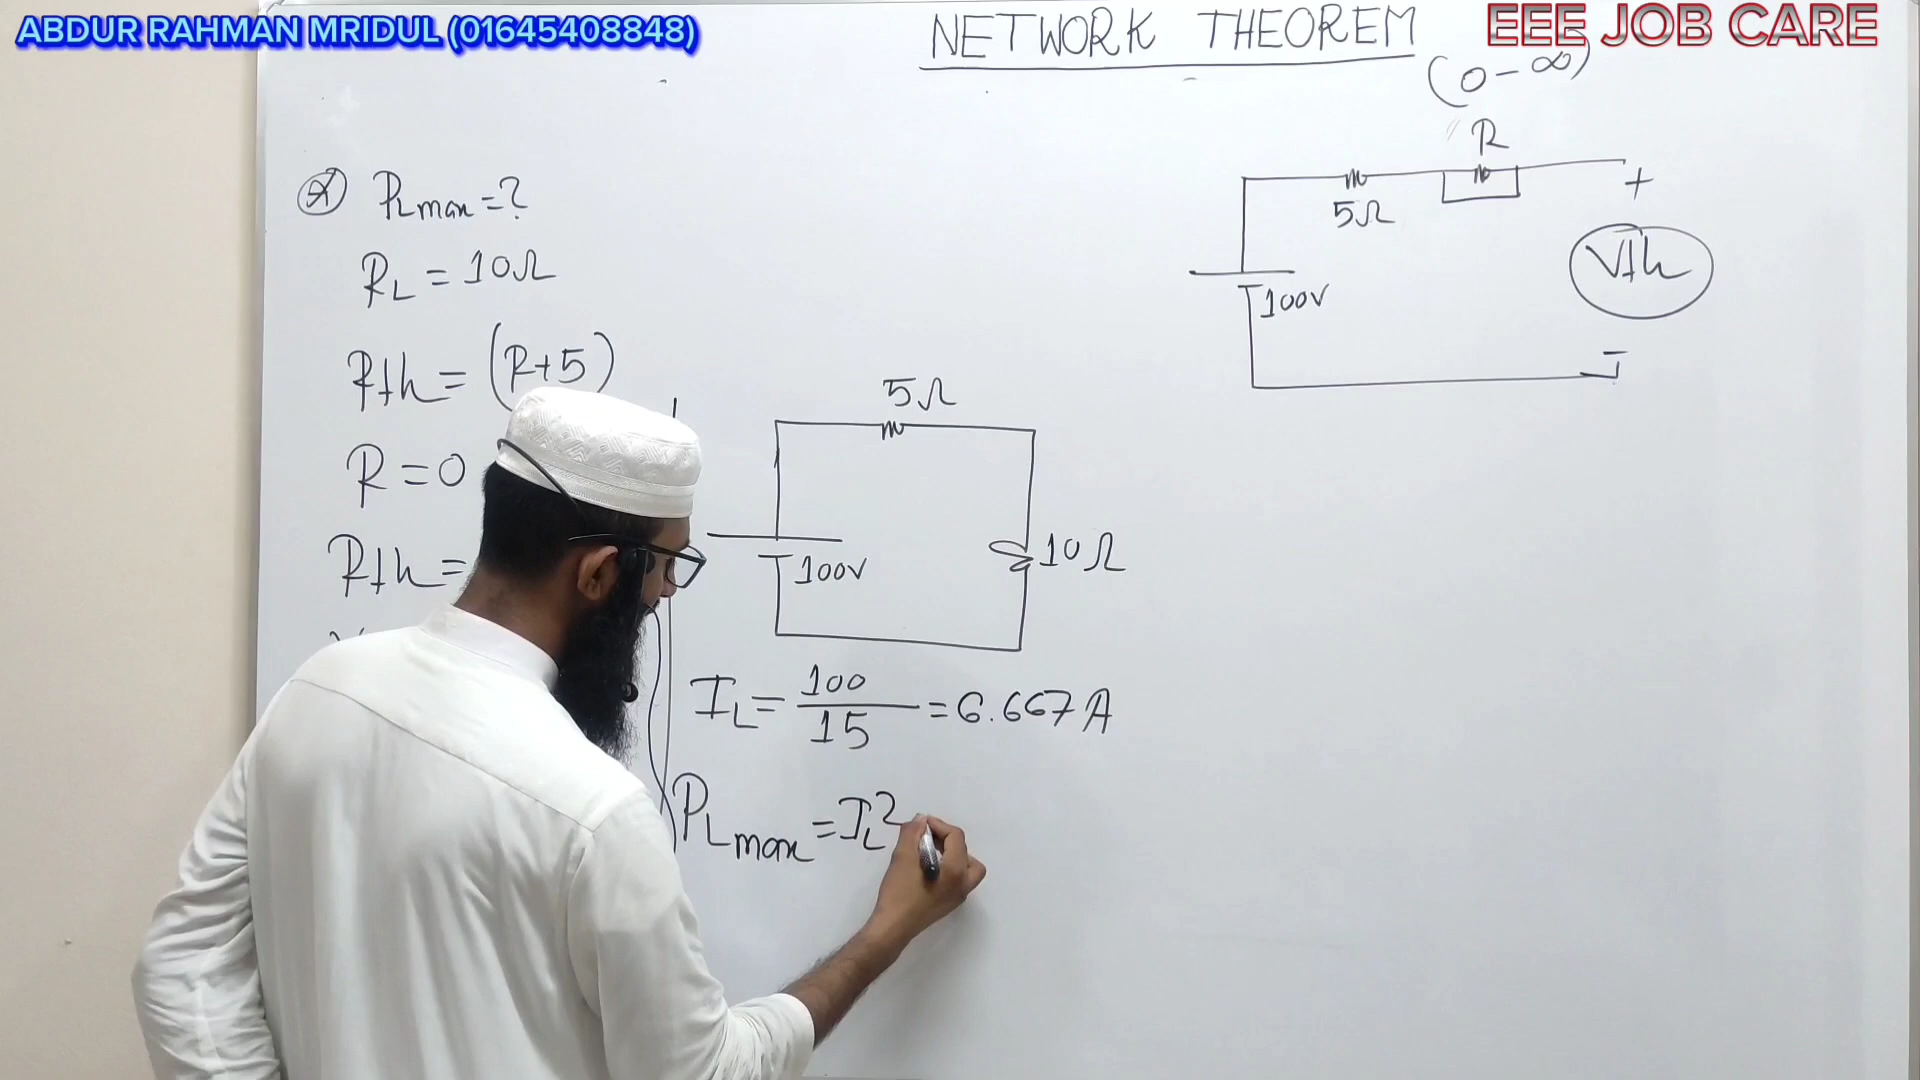 ABDUR RAHMAN MRIDUL (01645408848)
NETWORK THEOREM
EEE JOB CARE
(0-∞)
R
5Ω
+
Vth
100V
-
PLmax=?
RL=10Ω
Rth=(R+5)
R=0
Rth=
5Ω
100V
10Ω
IL=100/15=6.667A
PLmax=IL²